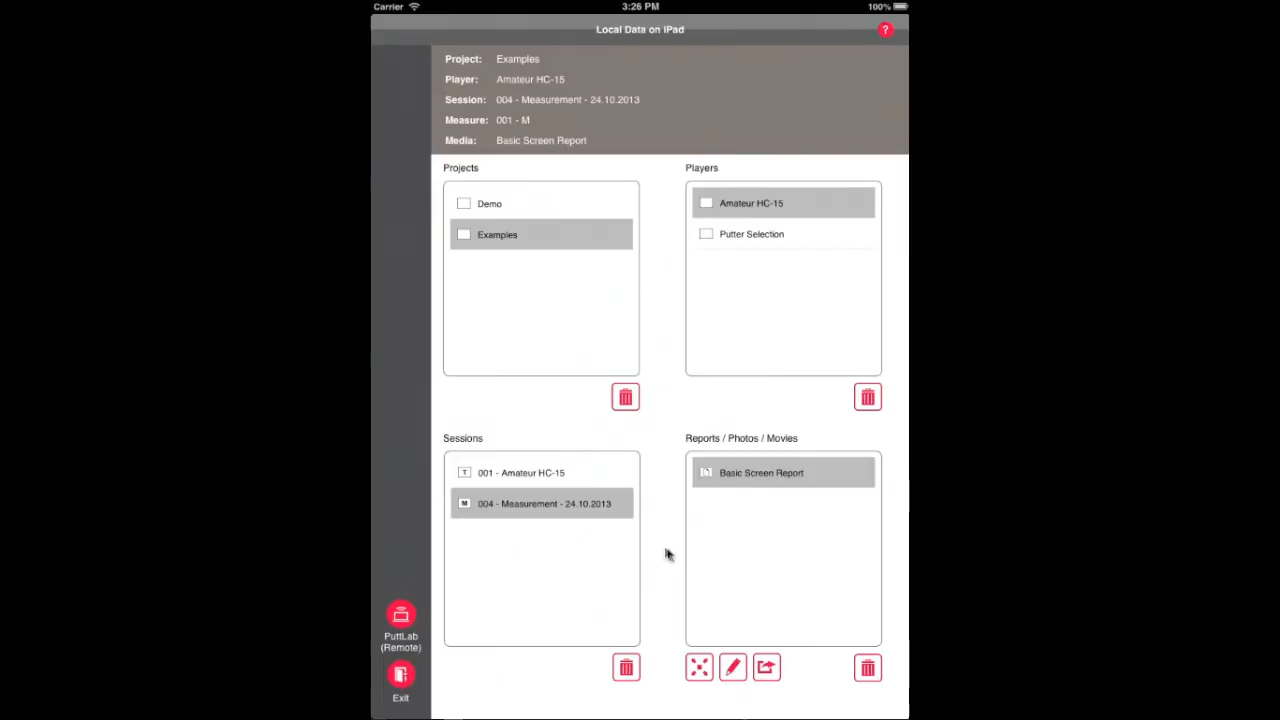 Carrier 3:26 PM 100%
Local Data on iPad ?
Project: Examples
Player: Amateur HC-15
Session: 004 - Measurement - 24.10.2013
Measure: 001 - M
Media: Basic Screen Report
Projects
Demo
Examples
Players
Amateur HC-15
Putter Selection
Sessions
T 001 - Amateur HC-15
M 004 - Measurement - 24.10.2013
Reports / Photos / Movies
Basic Screen Report
PuttLab
(Remote)
Exit